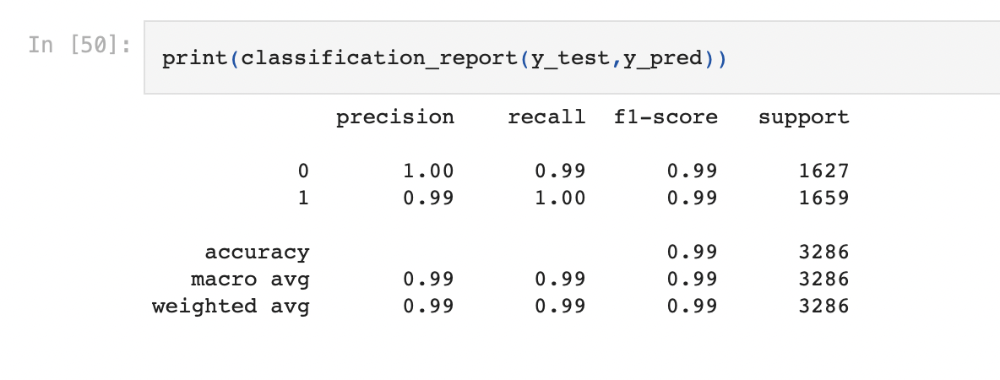 In [50]: print(classification_report(y_test,y_pred))
precision recall f1-score support
0 1.00 0.99 0.99 1627
1 0.99 1.00 0.99 1659
accuracy 0.99 3286
macro avg 0.99 0.99 0.99 3286
weighted avg 0.99 0.99 0.99 3286